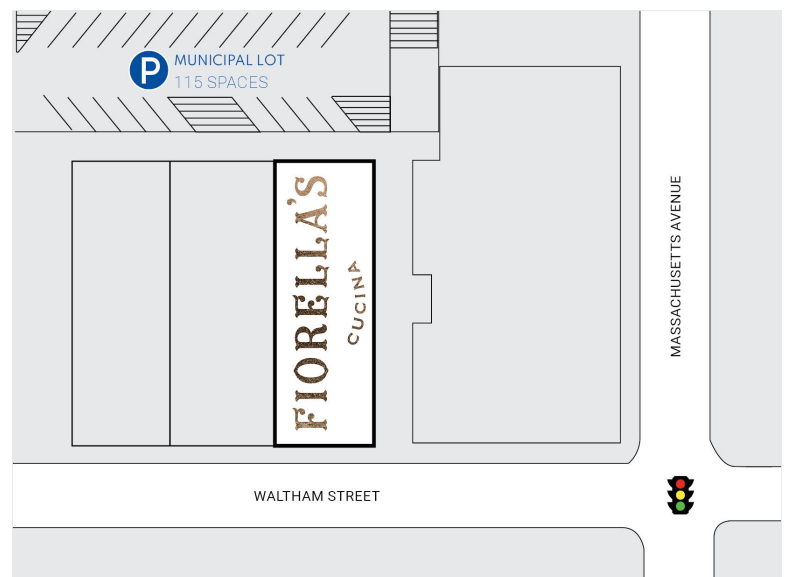 P
MUNICIPAL LOT
115 SPACES
FIORELLA'S
CUCINA
MASSACHUSETTS AVENUE
WALTHAM STREET